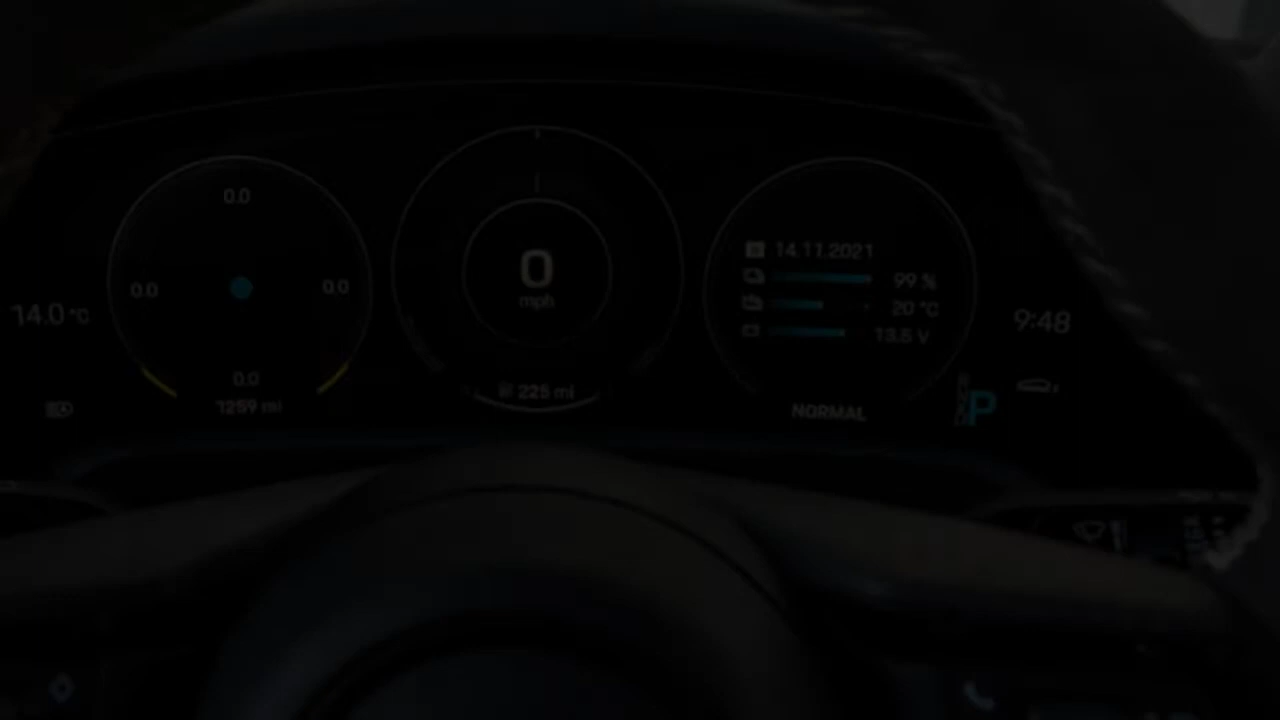 0.0
0.0
0.0
0.0
14.0 °C
1259 mi
0
mph
225 mi
14.11.2021
99 %
20 °C
13.5 V
NORMAL
9:48
P